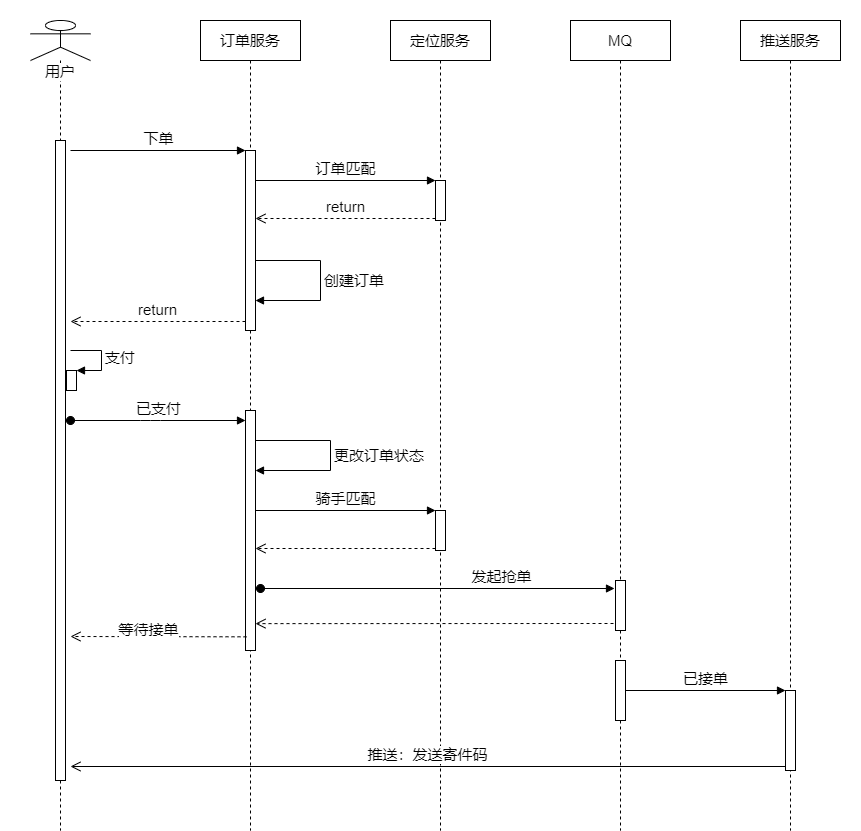 用户
订单服务
定位服务
MQ
推送服务
下单
订单匹配
return
创建订单
return
支付
已支付
更改订单状态
骑手匹配
发起抢单
等待接单
已接单
推送：发送寄件码